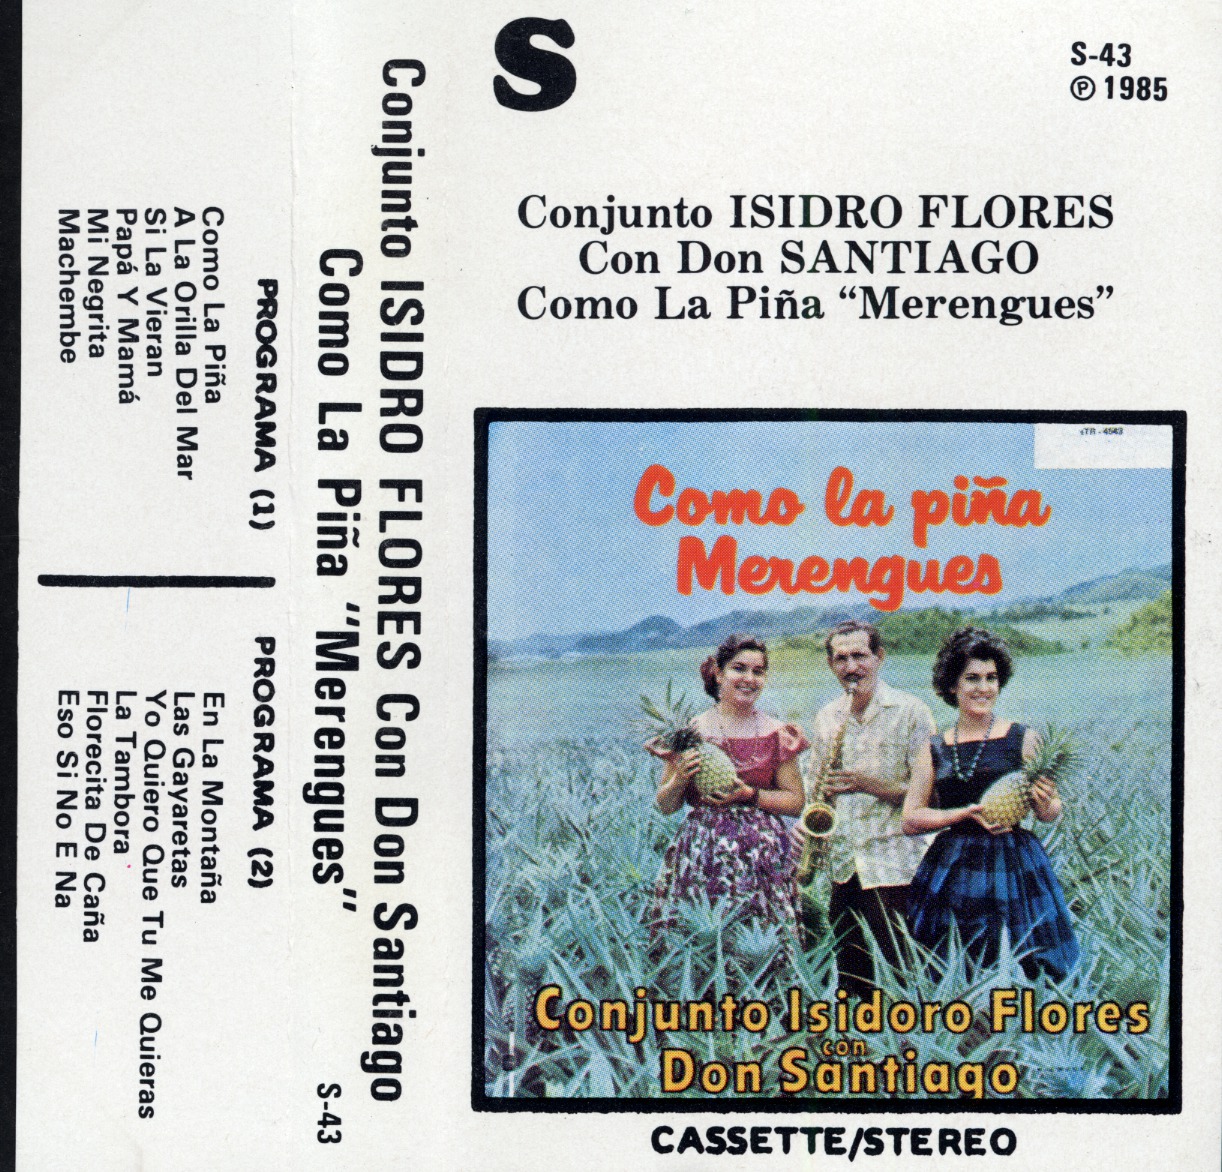 S
S-43
℗ 1985
Conjunto ISIDRO FLORES
Con Don SANTIAGO
Como La Piña “Merengues”
sTR - 4543
Como la piña
Merengues
Conjunto Isidoro Flores
con
Don Santiago
CASSETTE/STEREO
Conjunto ISIDRO FLORES Con Don Santiago
Como La Piña "Merengues"
S-43
PROGRAMA (1)
Como La Piña
A La Orilla Del Mar
Si La Vieran
Papá Y Mamá
Mi Negrita
Machembe
PROGRAMA (2)
En La Montaña
Las Gayaretas
Yo Quiero Que Tu Me Quieras
La Tambora
Florecita De Caña
Eso Si No E Na